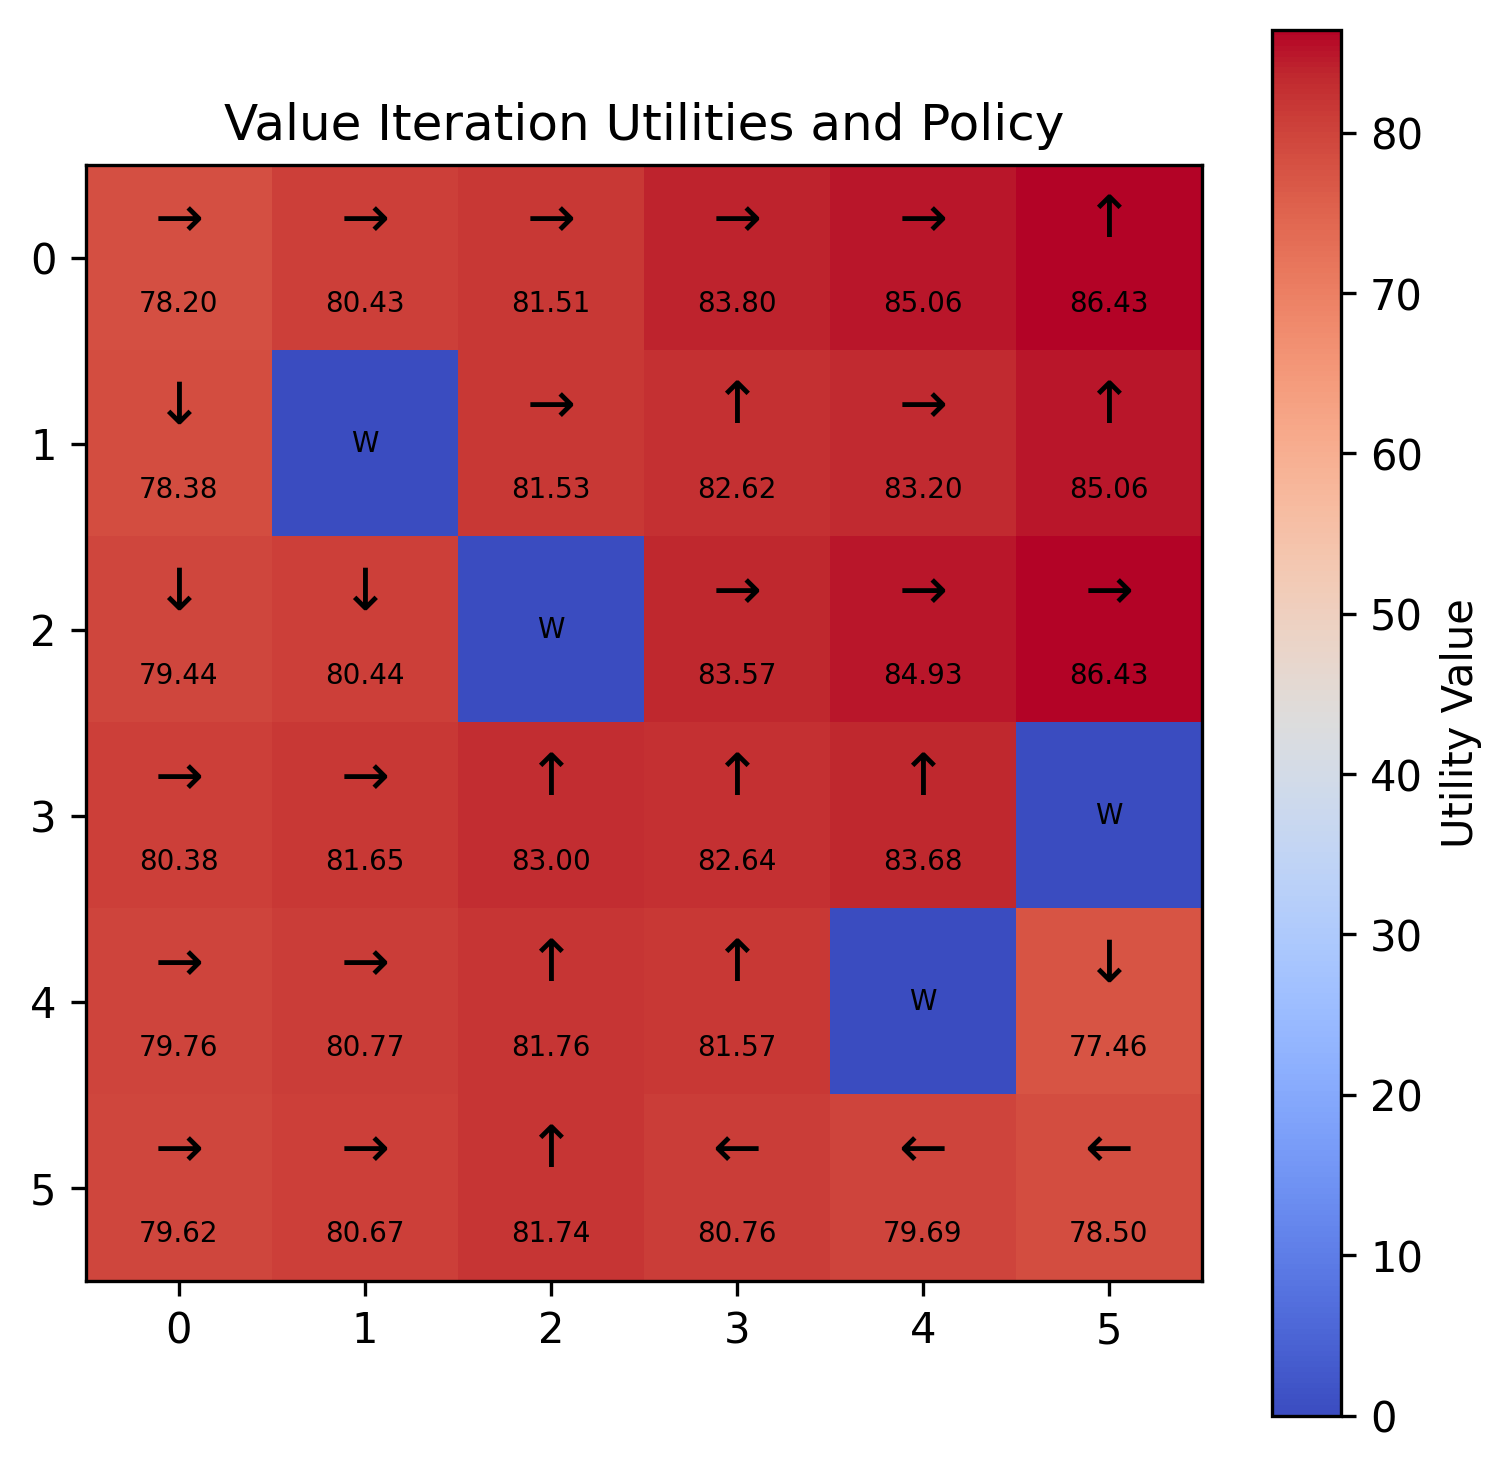 Value Iteration Utilities and Policy
→ → → → → ↑
0 78.20 80.43 81.51 83.80 85.06 86.43
↓ → ↑ → ↑
1 W
78.38 81.53 82.62 83.20 85.06
↓ ↓ → → →
2 W
79.44 80.44 83.57 84.93 86.43
→ → ↑ ↑ ↑
3 W
80.38 81.65 83.00 82.64 83.68
→ → ↑ ↑ ↓
4 W
79.76 80.77 81.76 81.57 77.46
→ → ↑ ← ← ←
5
79.62 80.67 81.74 80.76 79.69 78.50
0 1 2 3 4 5
80
70
60
50
40
30
20
10
0
Utility Value